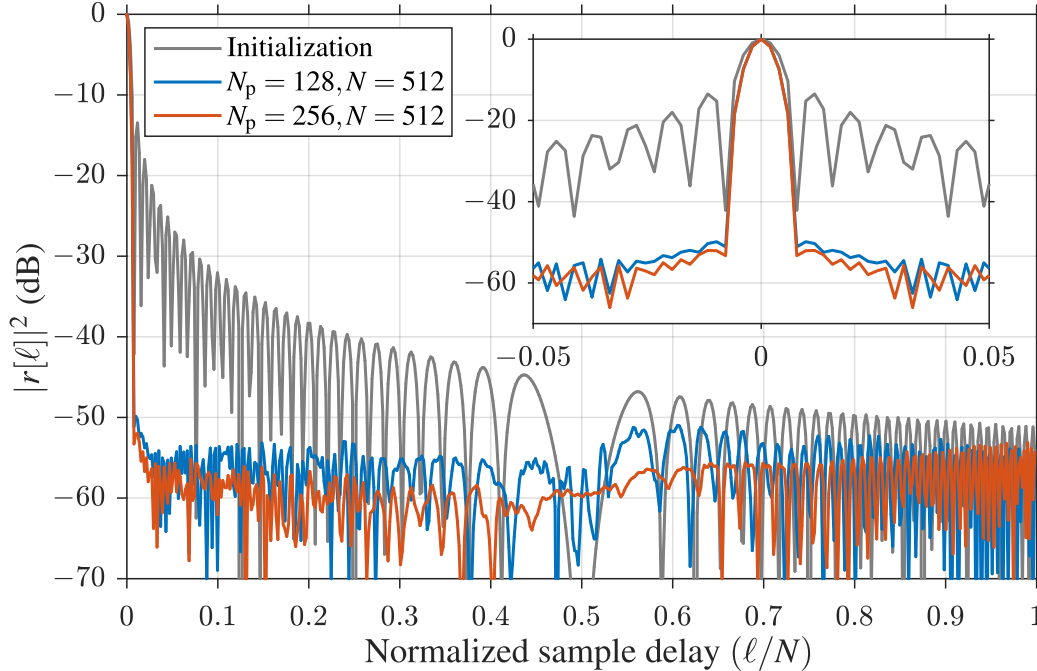 0
−10
−20
−30
−40
−50
−60
−70
|r[ℓ]|² (dB)
Initialization
Nₚ = 128, N = 512
Nₚ = 256, N = 512
0
−20
−40
−60
−0.05 0 0.05
0 0.1 0.2 0.3 0.4 0.5 0.6 0.7 0.8 0.9 1
Normalized sample delay (ℓ/N)